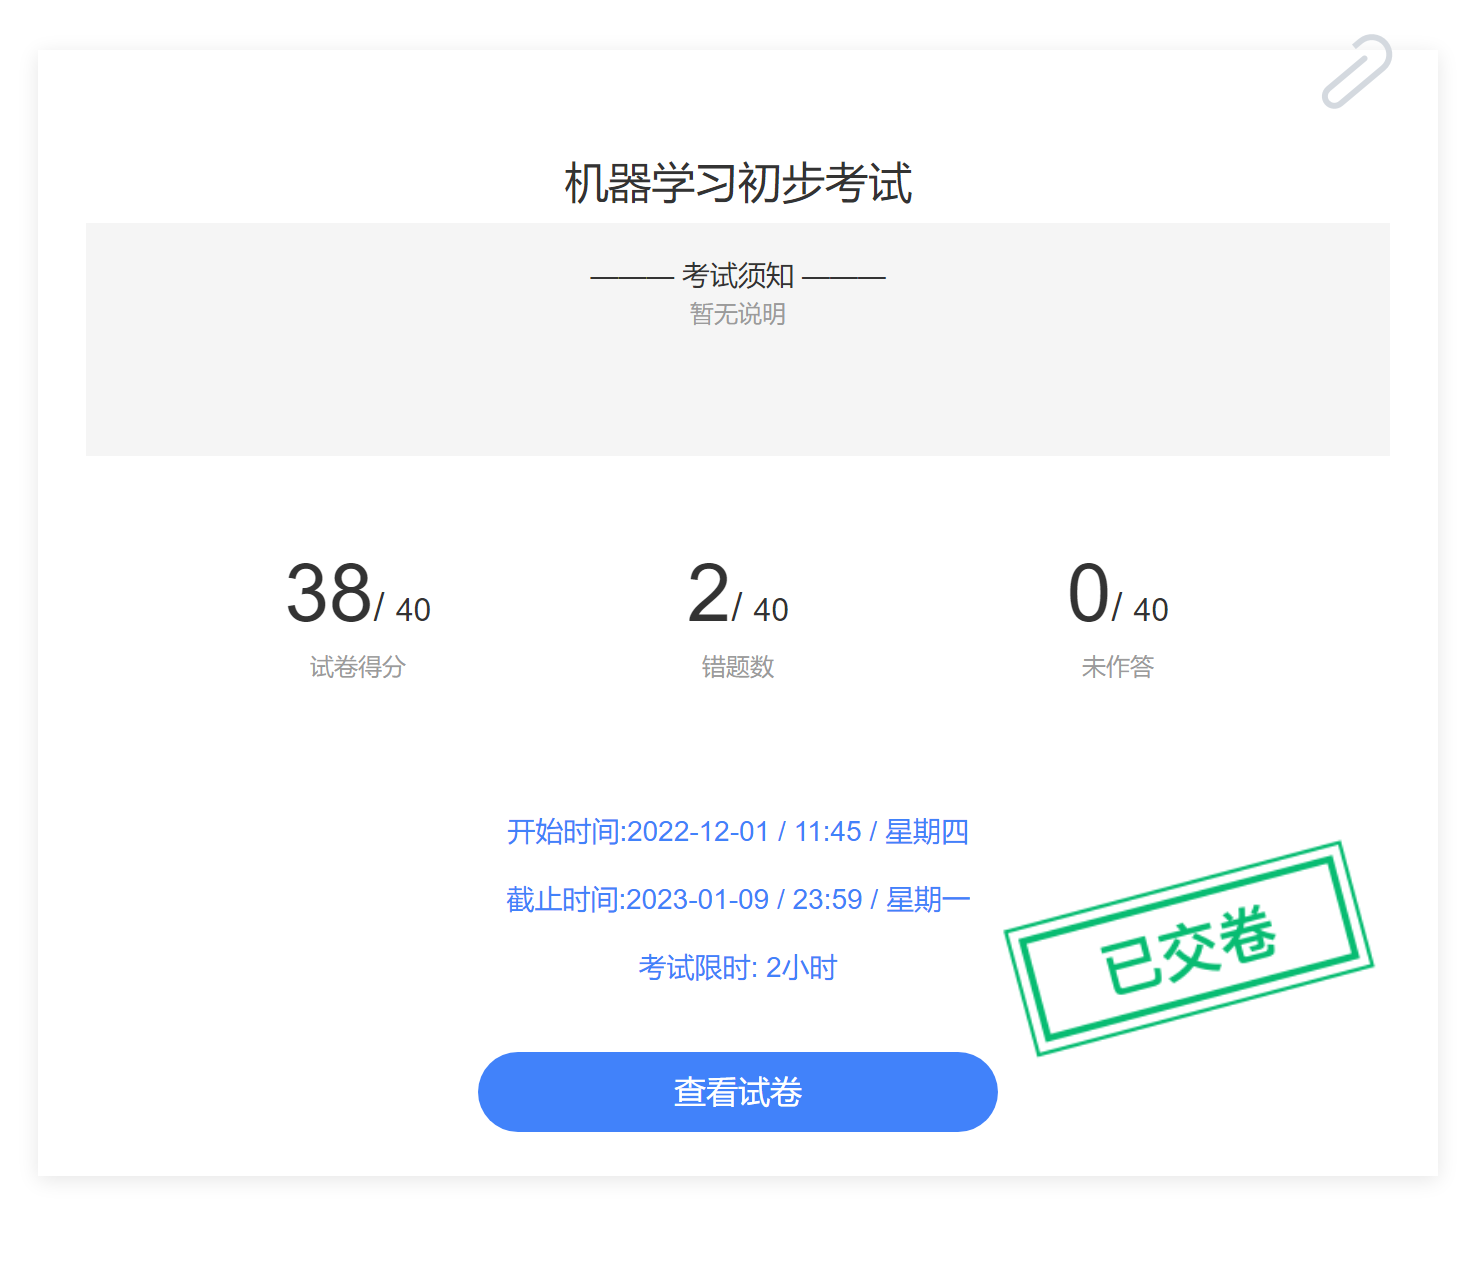 机器学习初步考试
——— 考试须知 ———
暂无说明
38/ 40
试卷得分
2/ 40
错题数
0/ 40
未作答
开始时间:2022-12-01 / 11:45 / 星期四
截止时间:2023-01-09 / 23:59 / 星期一
考试限时: 2小时
已交卷
查看试卷